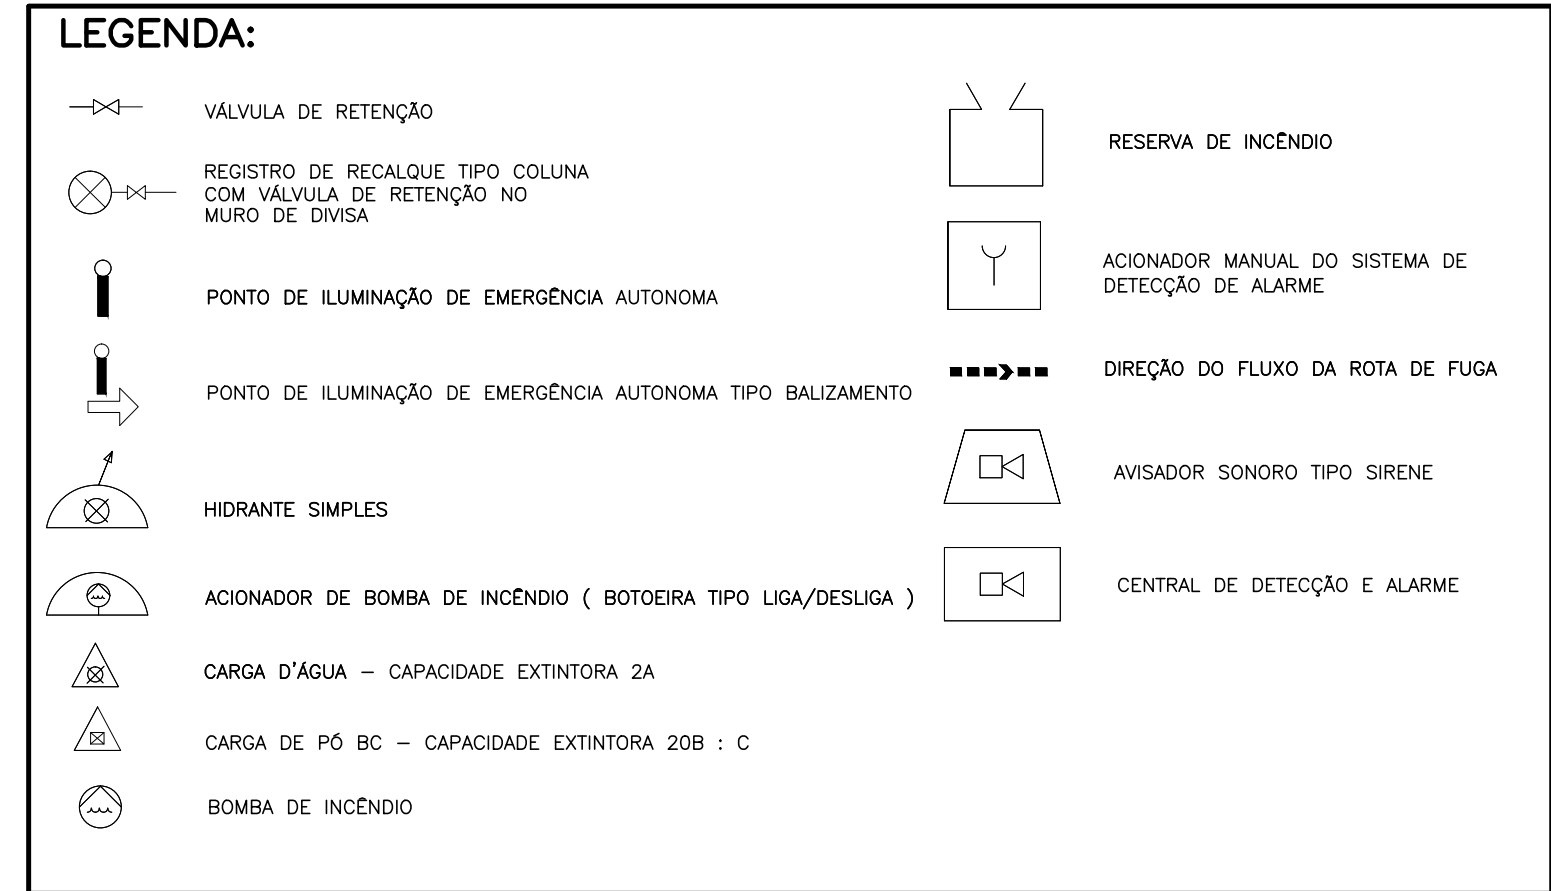 LEGENDA:
VÁLVULA DE RETENÇÃO
REGISTRO DE RECALQUE TIPO COLUNA
COM VÁLVULA DE RETENÇÃO NO
MURO DE DIVISA
PONTO DE ILUMINAÇÃO DE EMERGÊNCIA AUTONOMA
PONTO DE ILUMINAÇÃO DE EMERGÊNCIA AUTONOMA TIPO BALIZAMENTO
HIDRANTE SIMPLES
ACIONADOR DE BOMBA DE INCÊNDIO ( BOTOEIRA TIPO LIGA/DESLIGA )
CARGA D'ÁGUA – CAPACIDADE EXTINTORA 2A
CARGA DE PÓ BC – CAPACIDADE EXTINTORA 20B : C
BOMBA DE INCÊNDIO
RESERVA DE INCÊNDIO
ACIONADOR MANUAL DO SISTEMA DE
DETECÇÃO DE ALARME
DIREÇÃO DO FLUXO DA ROTA DE FUGA
AVISADOR SONORO TIPO SIRENE
CENTRAL DE DETECÇÃO E ALARME